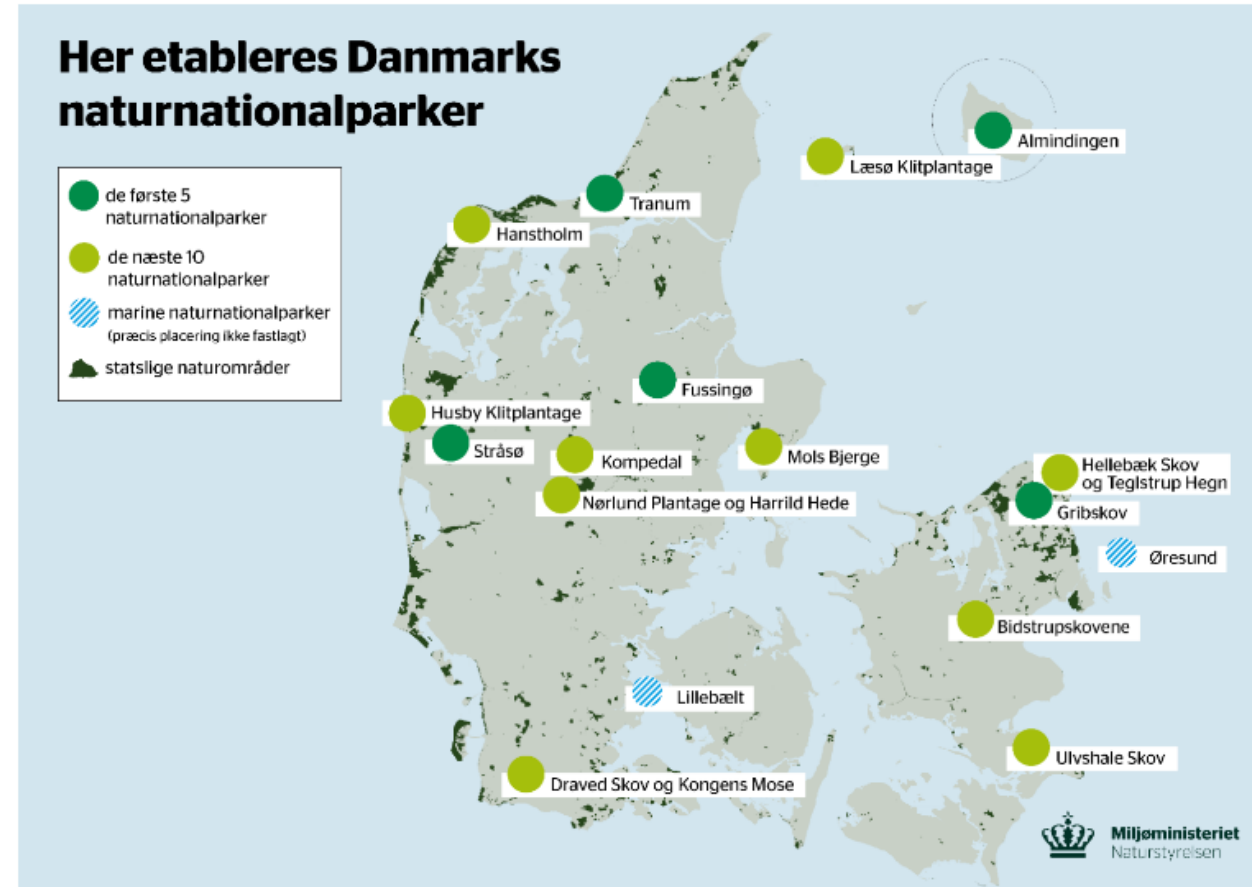 Her etableres Danmarks
naturnationalparker
de første 5
naturnationalparker
de næste 10
naturnationalparker
marine naturnationalparker
(præcis placering ikke fastlagt)
statslige naturområder
Almindingen
Læsø Klitplantage
Tranum
Hanstholm
Fussingø
Husby Klitplantage
Stråsø
Kompedal
Mols Bjerge
Nørlund Plantage og Harrild Hede
Hellebæk Skov
og Teglstrup Hegn
Gribskov
Øresund
Bidstrupskovene
Lillebælt
Ulvshale Skov
Draved Skov og Kongens Mose
Miljøministeriet
Naturstyrelsen